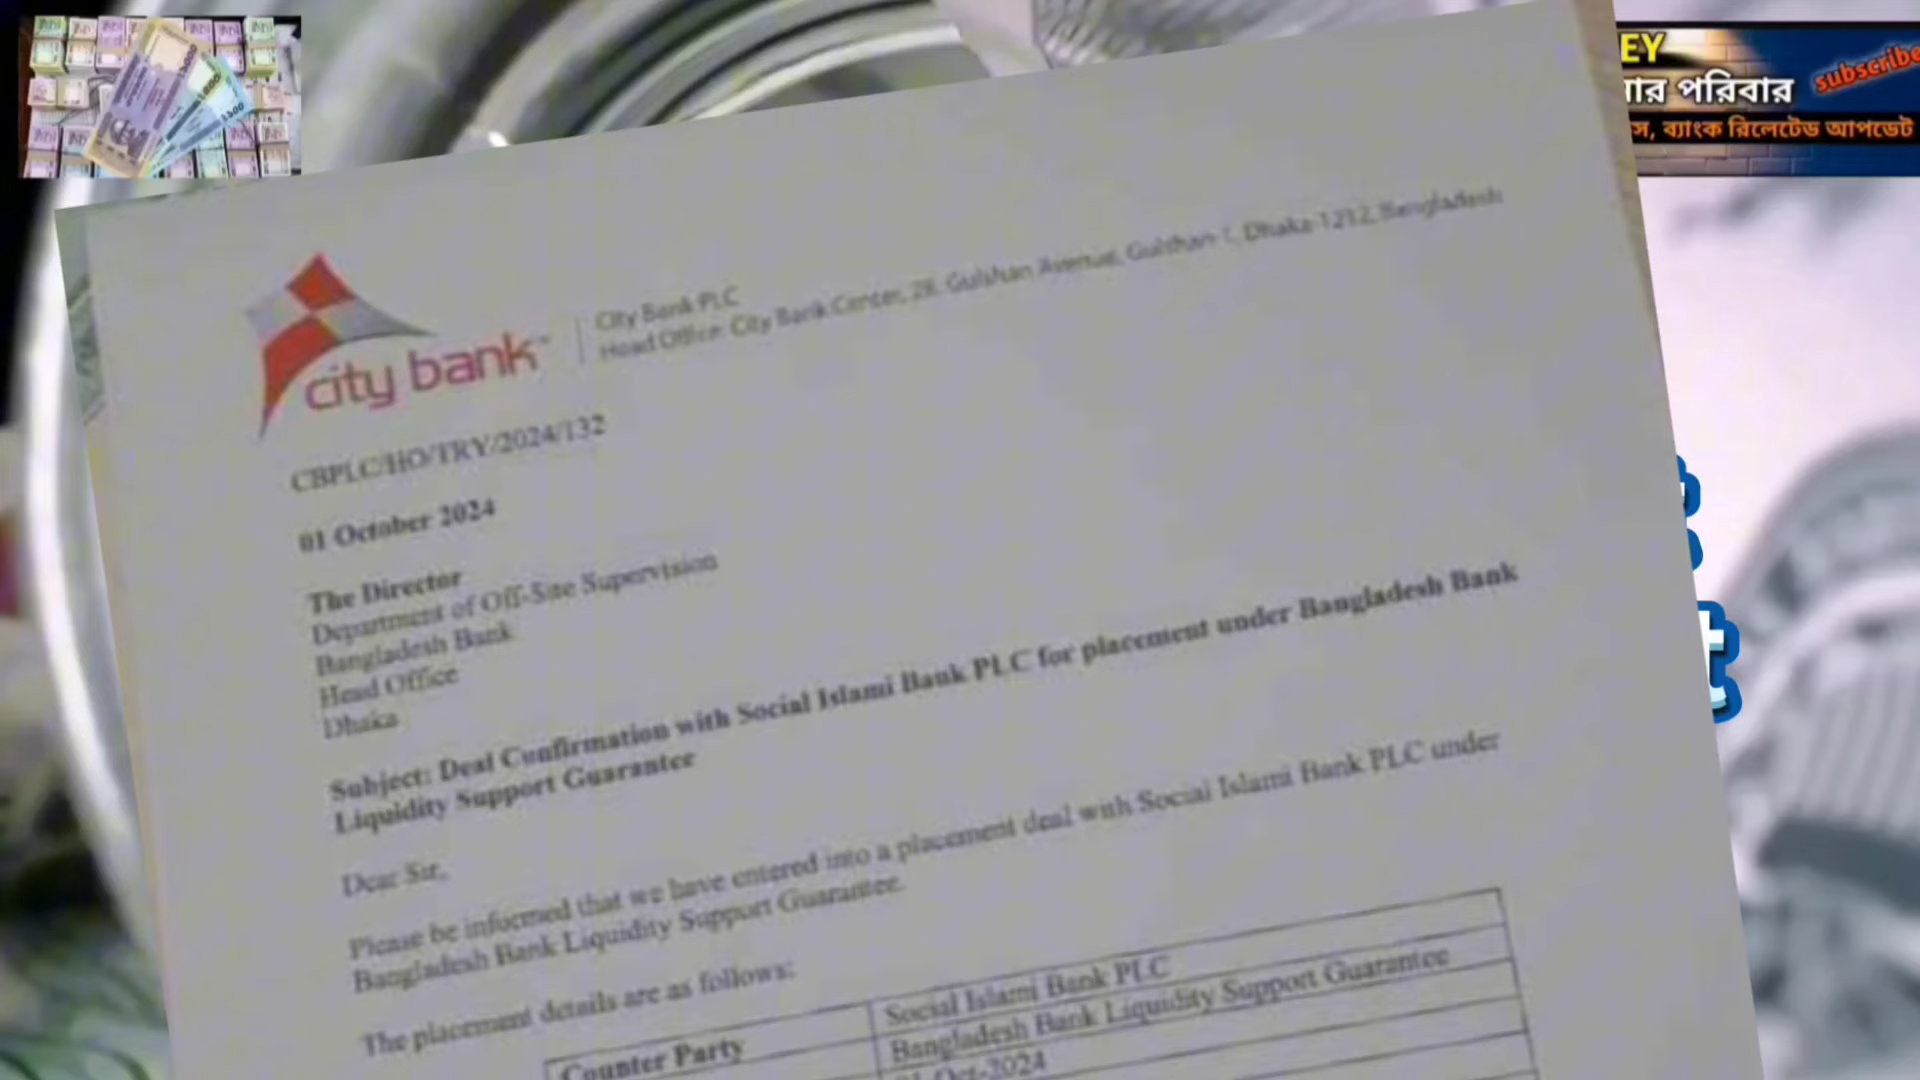 EY
ার পরিবার
subscribe
স, ব্যাংক রিলেটেড আপডেট
city bank
City Bank PLC
Head Office: City Bank Center, 28, Gulshan Avenue, Gulshan-1, Dhaka-1212, Bangladesh
CBPLC/HO/TRY/2024/132
01 October 2024
The Director
Department of Off-Site Supervision
Bangladesh Bank
Head Office
Dhaka
Subject: Deal Confirmation with Social Islami Bank PLC for placement under Bangladesh Bank
Liquidity Support Guarantee
Dear Sir,
Please be informed that we have entered into a placement deal with Social Islami Bank PLC under
Bangladesh Bank Liquidity Support Guarantee.
The placement details are as follows:
Counter Party
Social Islami Bank PLC
Bangladesh Bank Liquidity Support Guarantee
01-Oct-2024